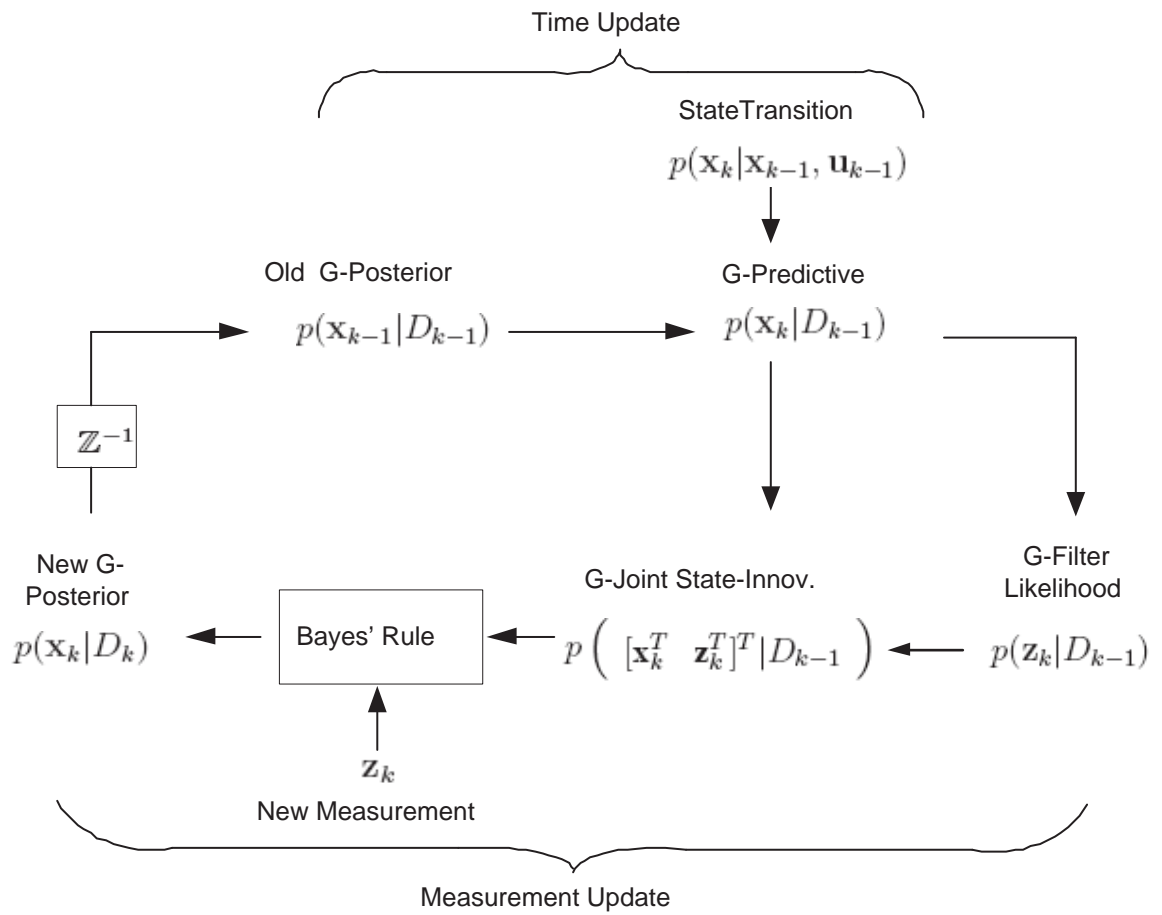 Time Update
StateTransition
p(x_k|x_{k−1}, u_{k−1})
Old G-Posterior
G-Predictive
p(x_{k−1}|D_{k−1})
p(x_k|D_{k−1})
ℤ^{−1}
New G-
Posterior
p(x_k|D_k)
Bayes' Rule
G-Joint State-Innov.
p ( [x_k^T z_k^T]^T |D_{k−1} )
G-Filter
Likelihood
p(z_k|D_{k−1})
z_k
New Measurement
Measurement Update